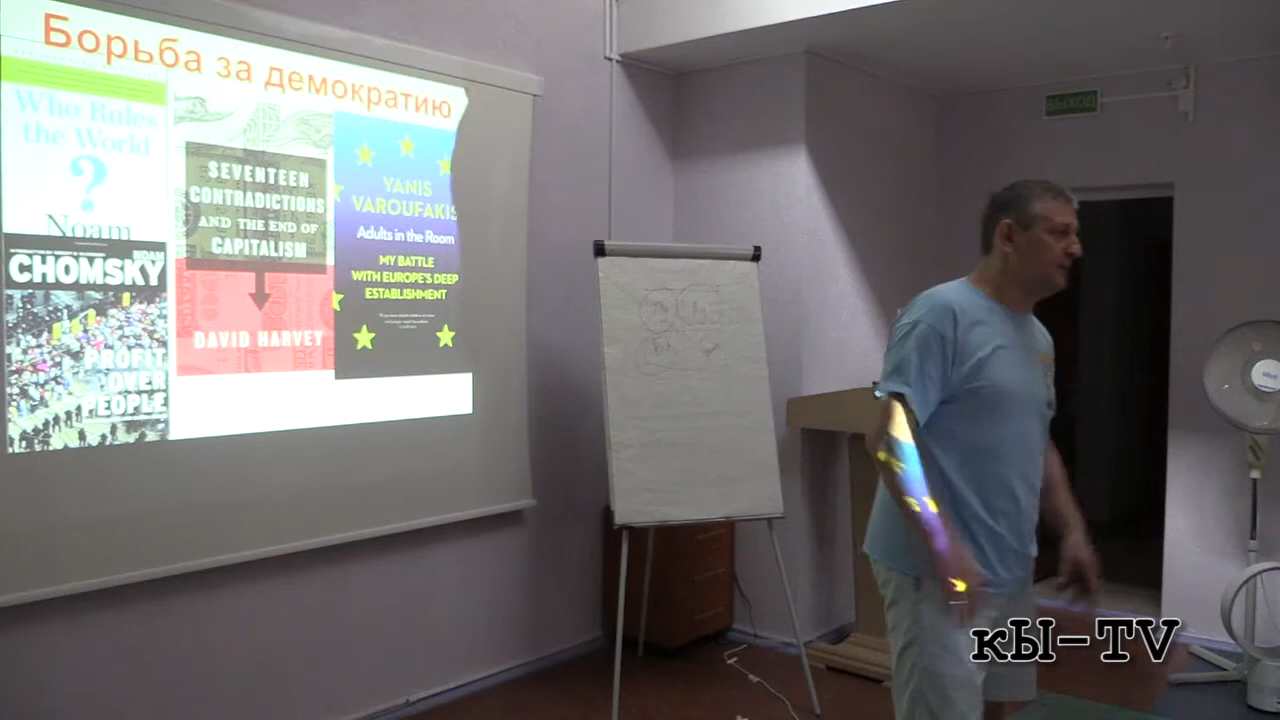 Борьба за демократию
Who Rules
the World
?
Noam
NOAM
CHOMSKY
PROFIT
OVER
PEOPLE
SEVENTEEN
CONTRADICTIONS
AND THE END OF
CAPITALISM
DAVID HARVEY
YANIS
VAROUFAKIS
Adults in the Room
MY BATTLE
WITH EUROPE'S DEEP
ESTABLISHMENT
ВЫХОД
кЫ-TV